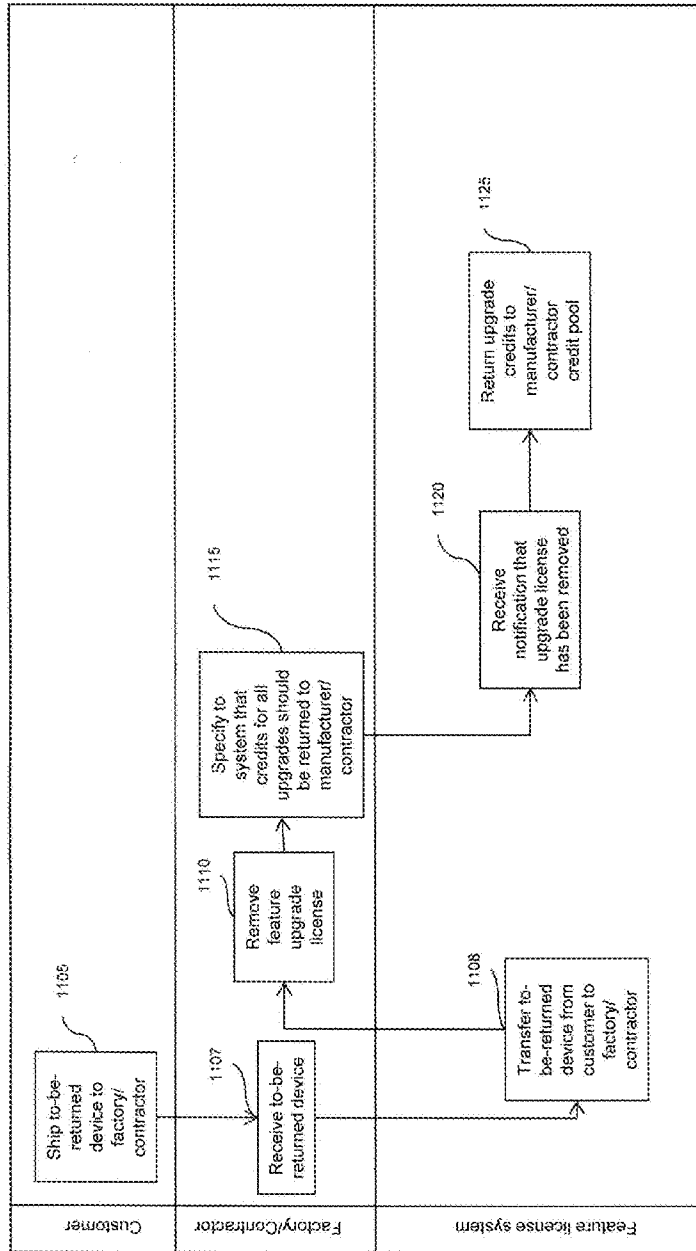 Customer
1105
Ship to-be-
returned
device to
factory/
contractor
Factory/Contractor
1107
Receive to-be-
returned device
1110
Remove
feature
upgrade
license
1115
Specify to
system that
credits for all
upgrades should
be returned to
manufacturer/
contractor
Feature license system
1108
Transfer to-
be-returned
device from
customer to
factory/
contractor
1120
Receive
notification that
upgrade license
has been removed
1125
Return upgrade
credits to
manufacturer/
contractor
credit pool